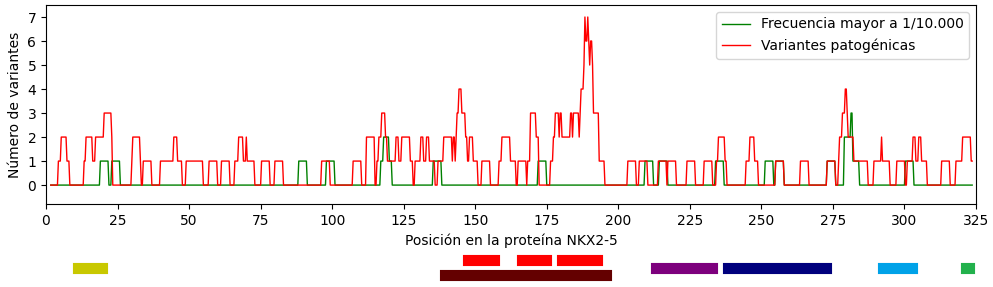 Número de variantes
7
6
5
4
3
2
1
0
Frecuencia mayor a 1/10.000
Variantes patogénicas
0 25 50 75 100 125 150 175 200 225 250 275 300 325
Posición en la proteína NKX2-5